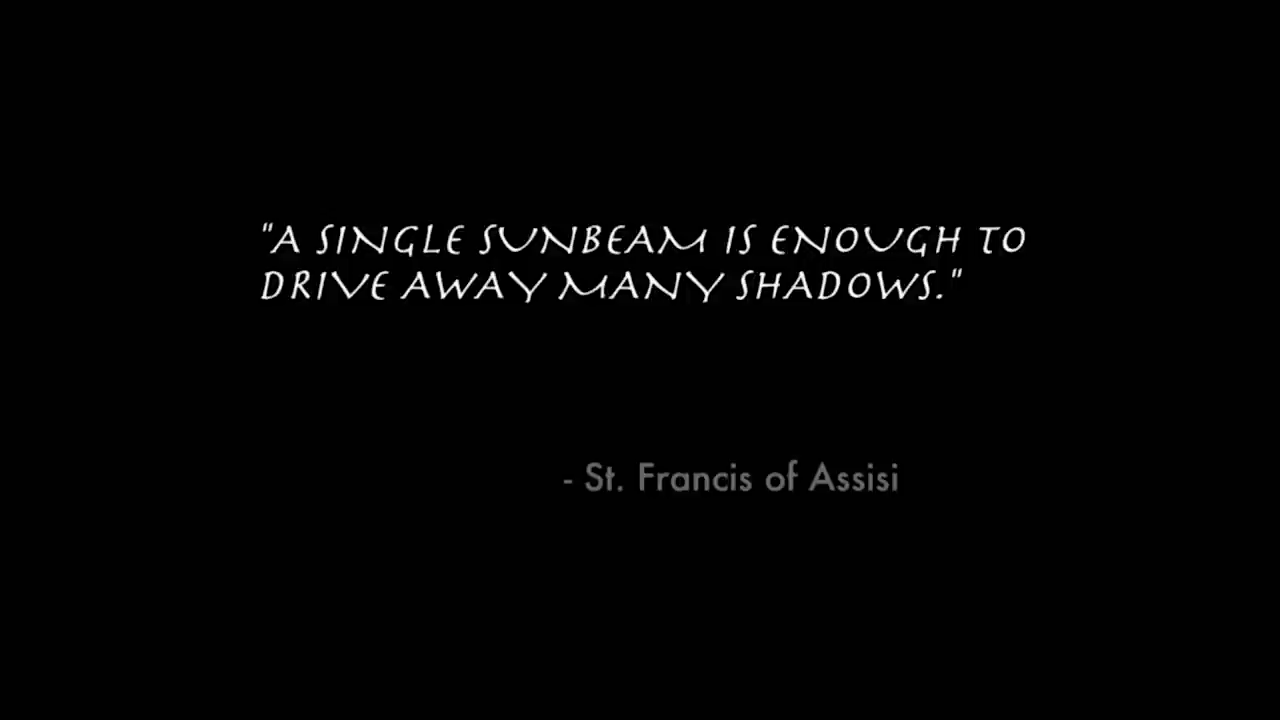 "A SINGLE SUNBEAM IS ENOUGH TO
DRIVE AWAY MANY SHADOWS."
- St. Francis of Assisi